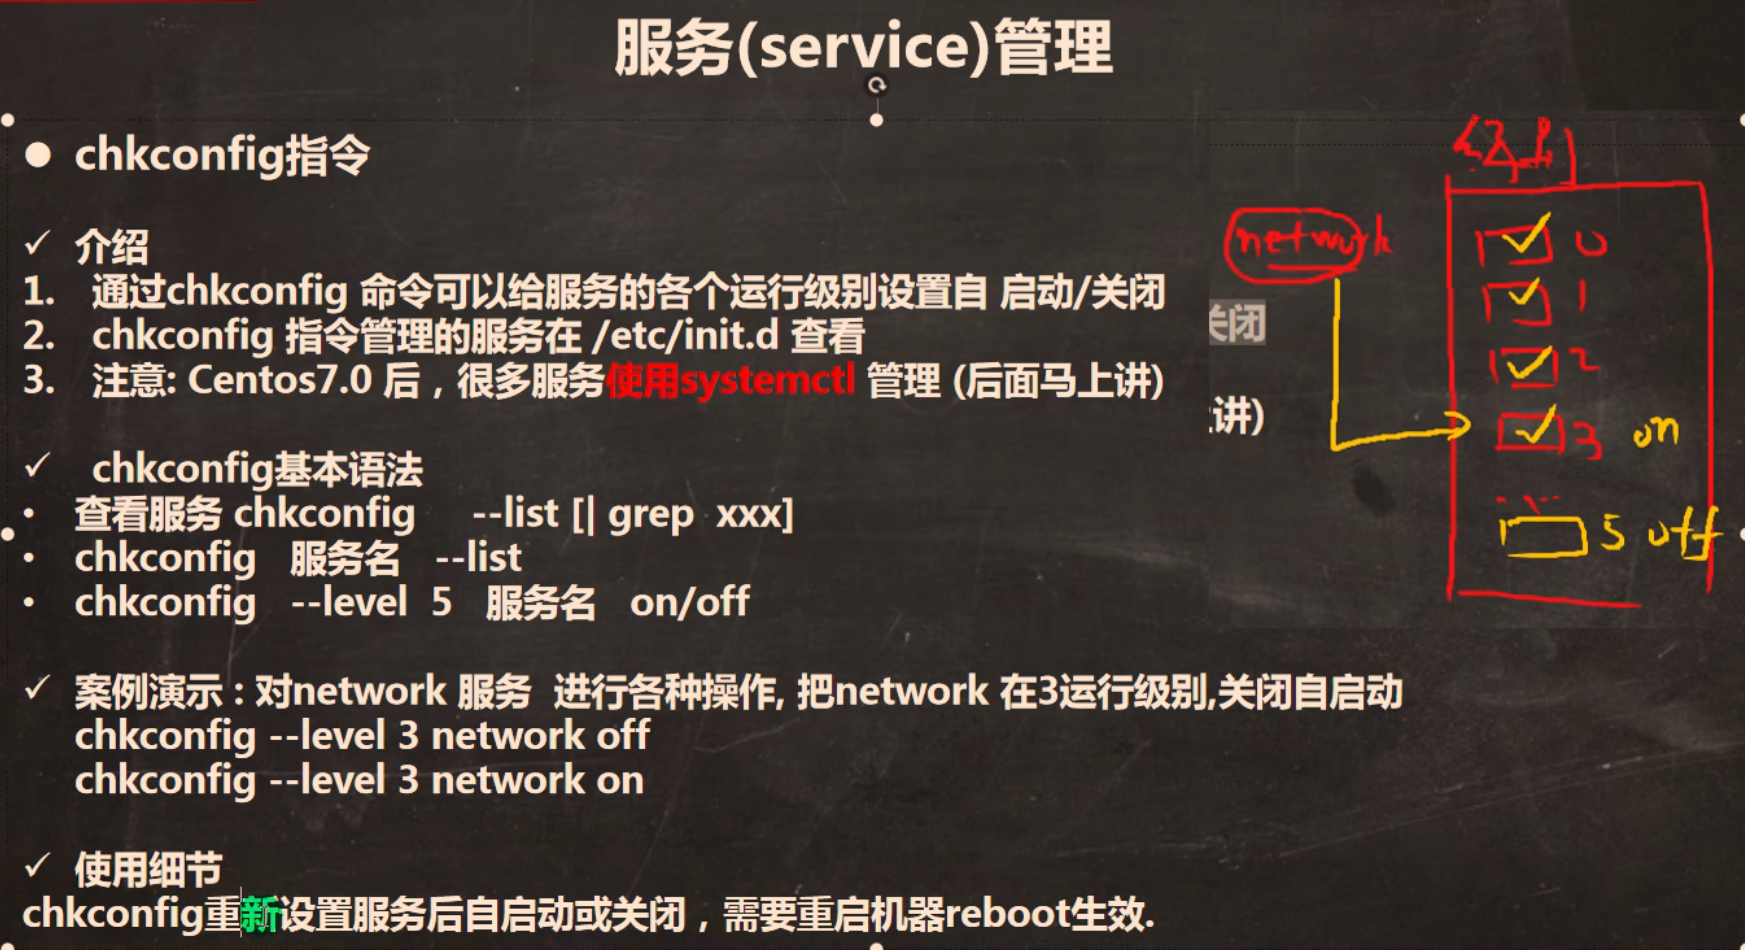 服务(service)管理
● chkconfig指令
✓ 介绍
1. 通过chkconfig 命令可以给服务的各个运行级别设置自 启动/关闭
2. chkconfig 指令管理的服务在 /etc/init.d 查看
3. 注意: Centos7.0 后，很多服务使用systemctl 管理 (后面马上讲)
✓ chkconfig基本语法
• 查看服务 chkconfig --list [| grep xxx]
• chkconfig 服务名 --list
• chkconfig --level 5 服务名 on/off
✓ 案例演示 : 对network 服务 进行各种操作, 把network 在3运行级别,关闭自启动
chkconfig --level 3 network off
chkconfig --level 3 network on
✓ 使用细节
chkconfig重新设置服务后自启动或关闭，需要重启机器reboot生效.
关闭
讲)
级别
network
0
1
2
3 on
5 off